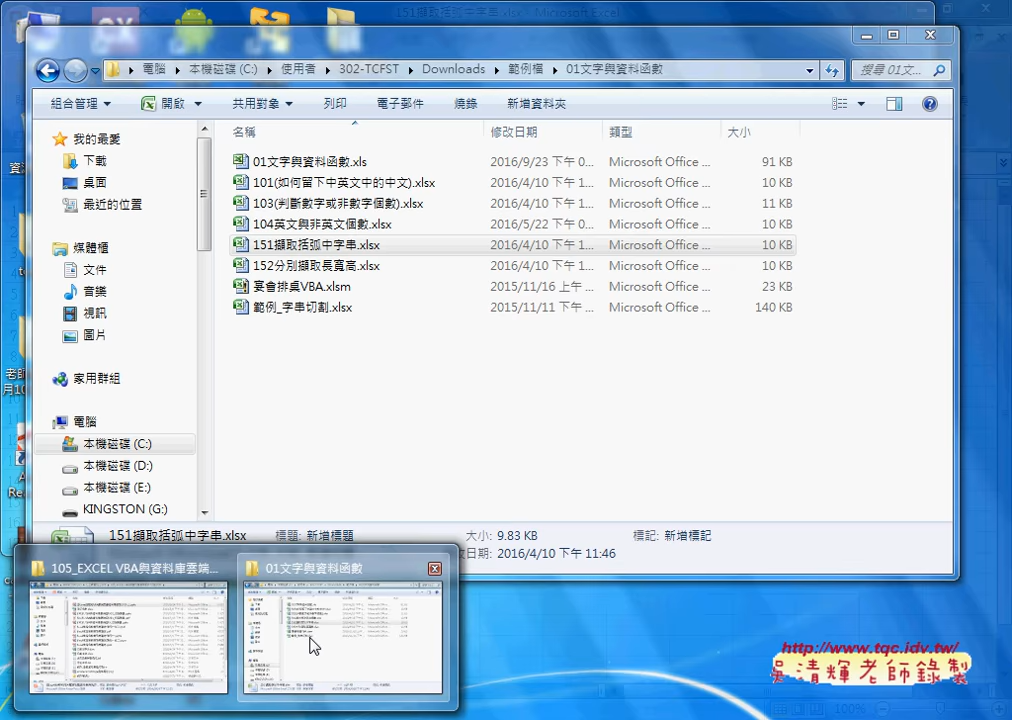 151擷取括弧中字串.xlsx - Microsoft Excel
電腦 本機磁碟 (C:) 使用者 302-TCFST Downloads 範例檔 01文字與資料函數
搜尋 01文...
組合管理 開啟 共用對象 列印 電子郵件 燒錄 新增資料夾
名稱 修改日期 類型 大小
我的最愛
下載
桌面
最近的位置
媒體櫃
文件
音樂
視訊
圖片
家用群組
電腦
本機磁碟 (C:)
本機磁碟 (D:)
本機磁碟 (E:)
KINGSTON (G:)
01文字與資料函數.xls 2016/9/23 下午 0... Microsoft Office ... 91 KB
101(如何留下中英文中的中文).xlsx 2016/4/10 下午 1... Microsoft Office ... 10 KB
103(判斷數字或非數字個數).xlsx 2016/4/10 下午 1... Microsoft Office ... 11 KB
104英文與非英文個數.xlsx 2016/5/22 下午 0... Microsoft Office ... 10 KB
151擷取括弧中字串.xlsx 2016/4/10 下午 1... Microsoft Office ... 10 KB
152分別擷取長寬高.xlsx 2016/4/10 下午 1... Microsoft Office ... 10 KB
宴會排桌VBA.xlsm 2015/11/16 上午 ... Microsoft Office ... 23 KB
範例_字串切割.xlsx 2015/11/11 下午 ... Microsoft Office ... 140 KB
151擷取括弧中字串.xlsx 標題: 新增標題 大小: 9.83 KB 標記: 新增標記
日期: 2016/4/10 下午 11:46
105_EXCEL VBA與資料庫雲端... 01文字與資料函數
http://www.tqc.idv.tw/
吳清輝老師錄製
100%